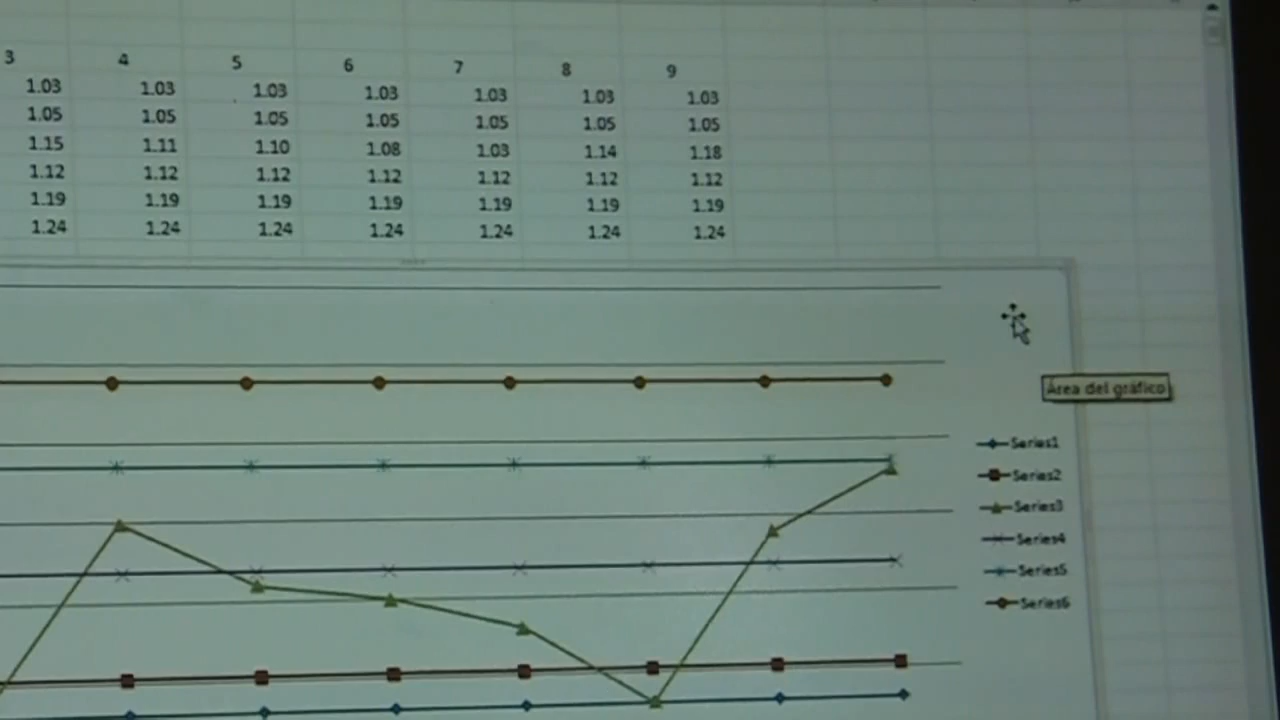 3 4 5 6 7 8 9
1.03 1.03 1.03 1.03 1.03 1.03 1.03
1.05 1.05 1.05 1.05 1.05 1.05 1.05
1.15 1.11 1.10 1.08 1.03 1.14 1.18
1.12 1.12 1.12 1.12 1.12 1.12 1.12
1.19 1.19 1.19 1.19 1.19 1.19 1.19
1.24 1.24 1.24 1.24 1.24 1.24 1.24
Área del gráfico
Series1
Series2
Series3
Series4
Series5
Series6